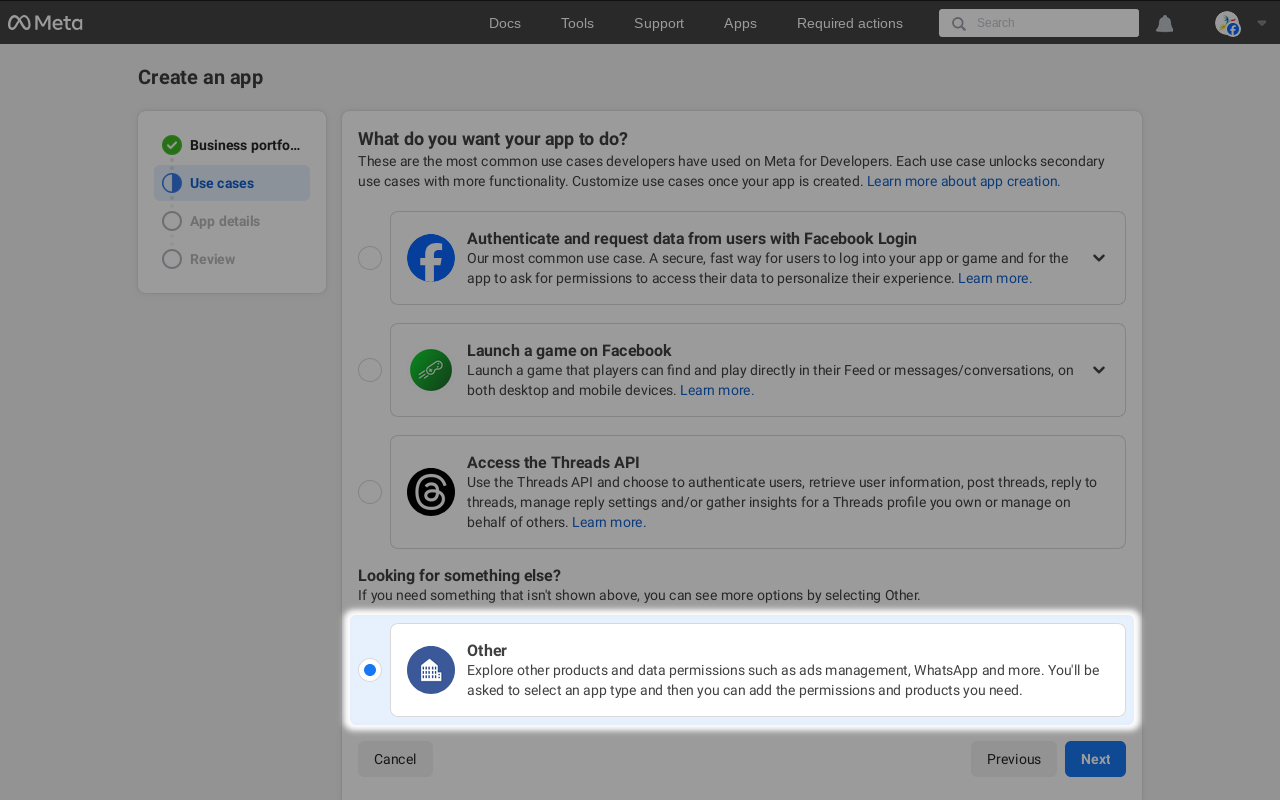 Meta
Docs
Tools
Support
Apps
Required actions
Search
Create an app
Business portfo...
Use cases
App details
Review
What do you want your app to do?
These are the most common use cases developers have used on Meta for Developers. Each use case unlocks secondary
use cases with more functionality. Customize use cases once your app is created. Learn more about app creation.
Authenticate and request data from users with Facebook Login
Our most common use case. A secure, fast way for users to log into your app or game and for the
app to ask for permissions to access their data to personalize their experience. Learn more.
Launch a game on Facebook
Launch a game that players can find and play directly in their Feed or messages/conversations, on
both desktop and mobile devices. Learn more.
Access the Threads API
Use the Threads API and choose to authenticate users, retrieve user information, post threads, reply to
threads, manage reply settings and/or gather insights for a Threads profile you own or manage on
behalf of others. Learn more.
Looking for something else?
If you need something that isn't shown above, you can see more options by selecting Other.
Other
Explore other products and data permissions such as ads management, WhatsApp and more. You'll be
asked to select an app type and then you can add the permissions and products you need.
Cancel
Previous
Next